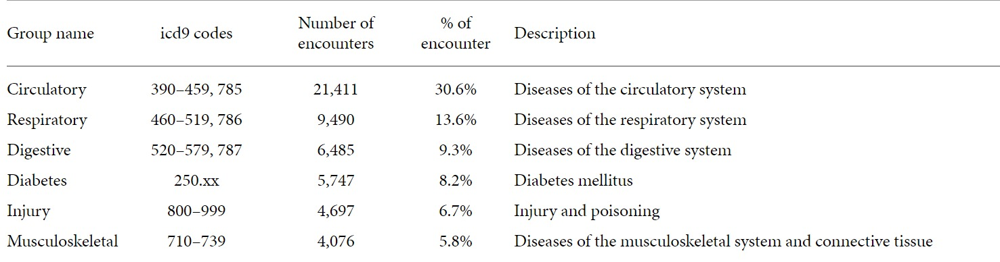 Group name icd9 codes Number of encounters % of encounter Description
Circulatory 390–459, 785 21,411 30.6% Diseases of the circulatory system
Respiratory 460–519, 786 9,490 13.6% Diseases of the respiratory system
Digestive 520–579, 787 6,485 9.3% Diseases of the digestive system
Diabetes 250.xx 5,747 8.2% Diabetes mellitus
Injury 800–999 4,697 6.7% Injury and poisoning
Musculoskeletal 710–739 4,076 5.8% Diseases of the musculoskeletal system and connective tissue